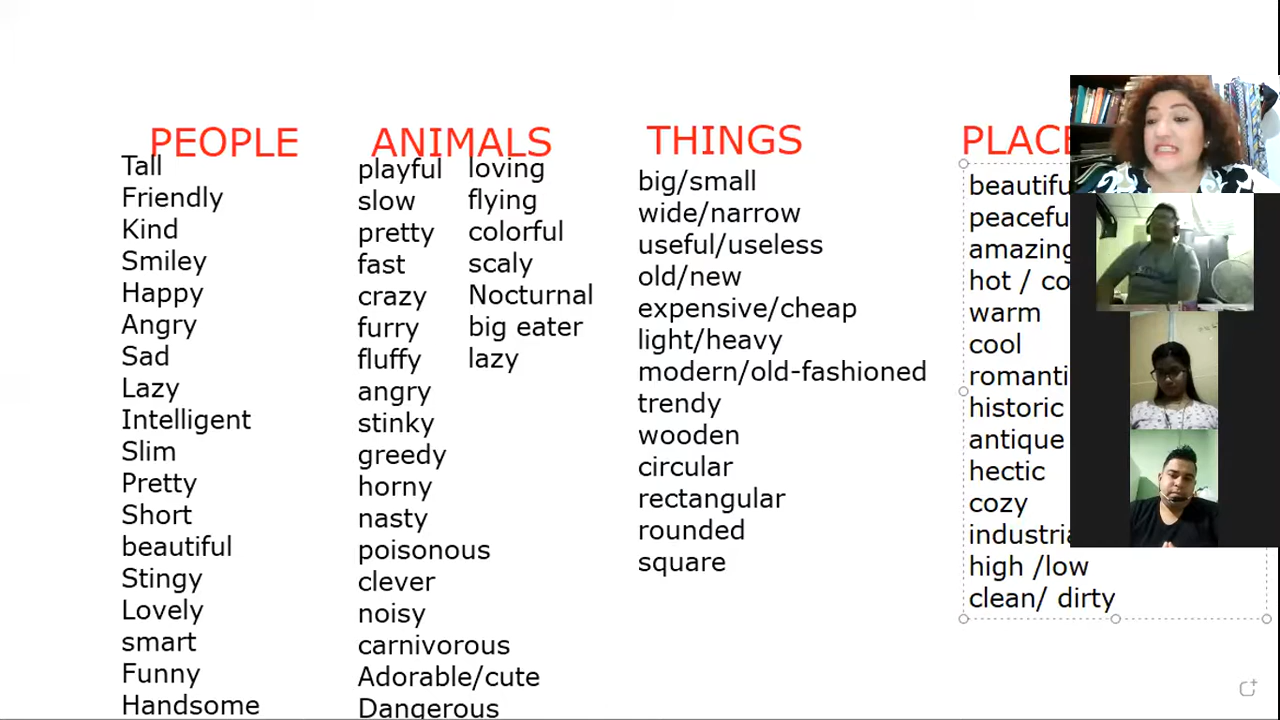 PEOPLE
Tall
Friendly
Kind
Smiley
Happy
Angry
Sad
Lazy
Intelligent
Slim
Pretty
Short
beautiful
Stingy
Lovely
smart
Funny
Handsome
ANIMALS
playful
slow
pretty
fast
crazy
furry
fluffy
angry
stinky
greedy
horny
nasty
poisonous
clever
noisy
carnivorous
Adorable/cute
Dangerous
loving
flying
colorful
scaly
Nocturnal
big eater
lazy
THINGS
big/small
wide/narrow
useful/useless
old/new
expensive/cheap
light/heavy
modern/old-fashioned
trendy
wooden
circular
rectangular
rounded
square
amazing
hot /
warm
cool
historic
antique
hectic
cozy
high /low
clean/ dirty